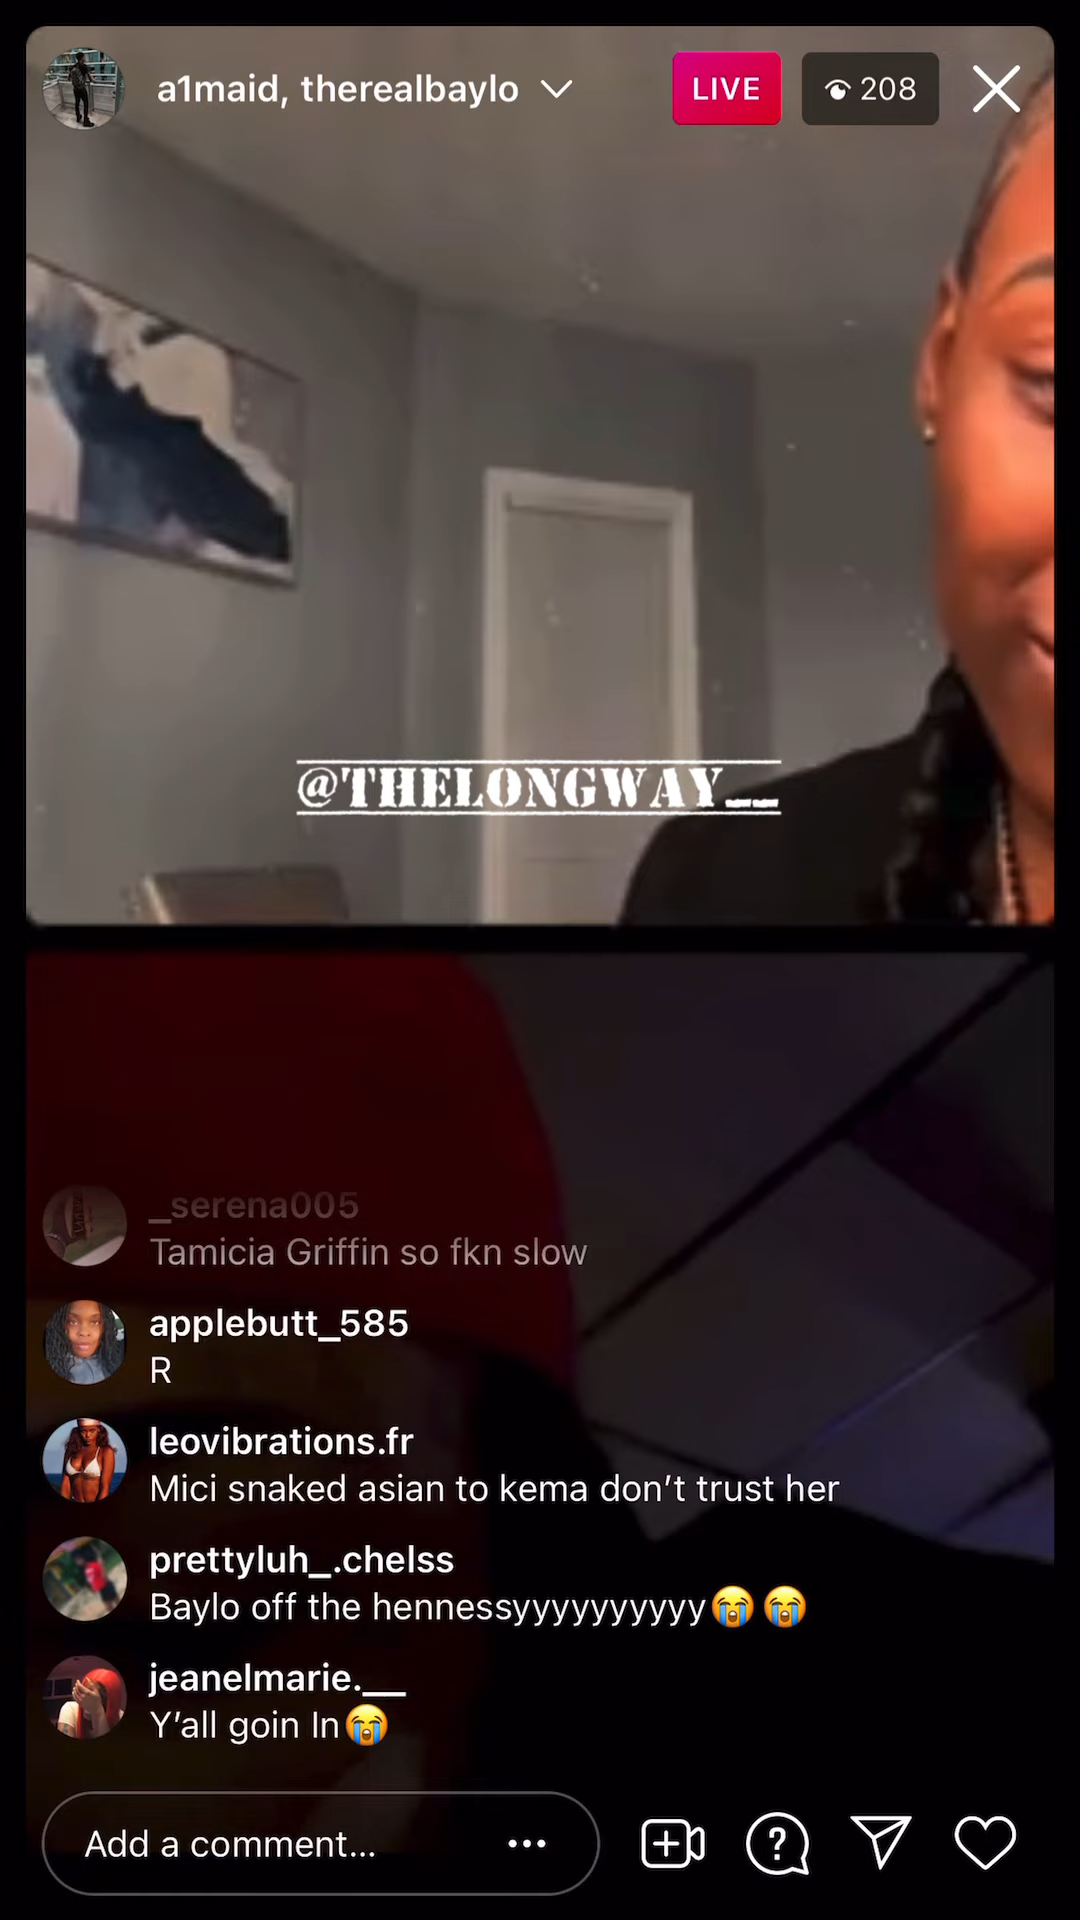 a1maid, therealbaylo
LIVE
208
@THELONGWAY__
_serena005
Tamicia Griffin so fkn slow
applebutt_585
R
leovibrations.fr
Mici snaked asian to kema don’t trust her
prettyluh_.chelss
Baylo off the hennessyyyyyyyyyy😭😭
jeanelmarie.__
Y’all goin In😭
Add a comment...